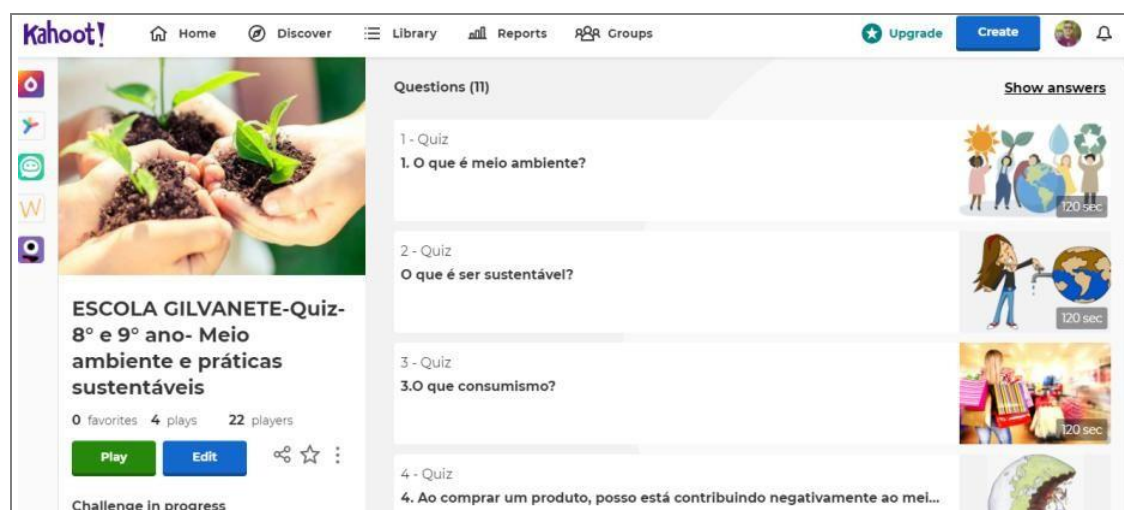 Kahoot! Home Discover Library Reports Groups Upgrade Create
ESCOLA GILVANETE-Quiz-
8° e 9° ano- Meio
ambiente e práticas
sustentáveis
0 favorites 4 plays 22 players
Play Edit
Challenge in progress
Questions (11) Show answers
1 - Quiz
1. O que é meio ambiente?
120 sec
2 - Quiz
O que é ser sustentável?
120 sec
3 - Quiz
3.O que consumismo?
120 sec
4 - Quiz
4. Ao comprar um produto, posso está contribuindo negativamente ao mei...